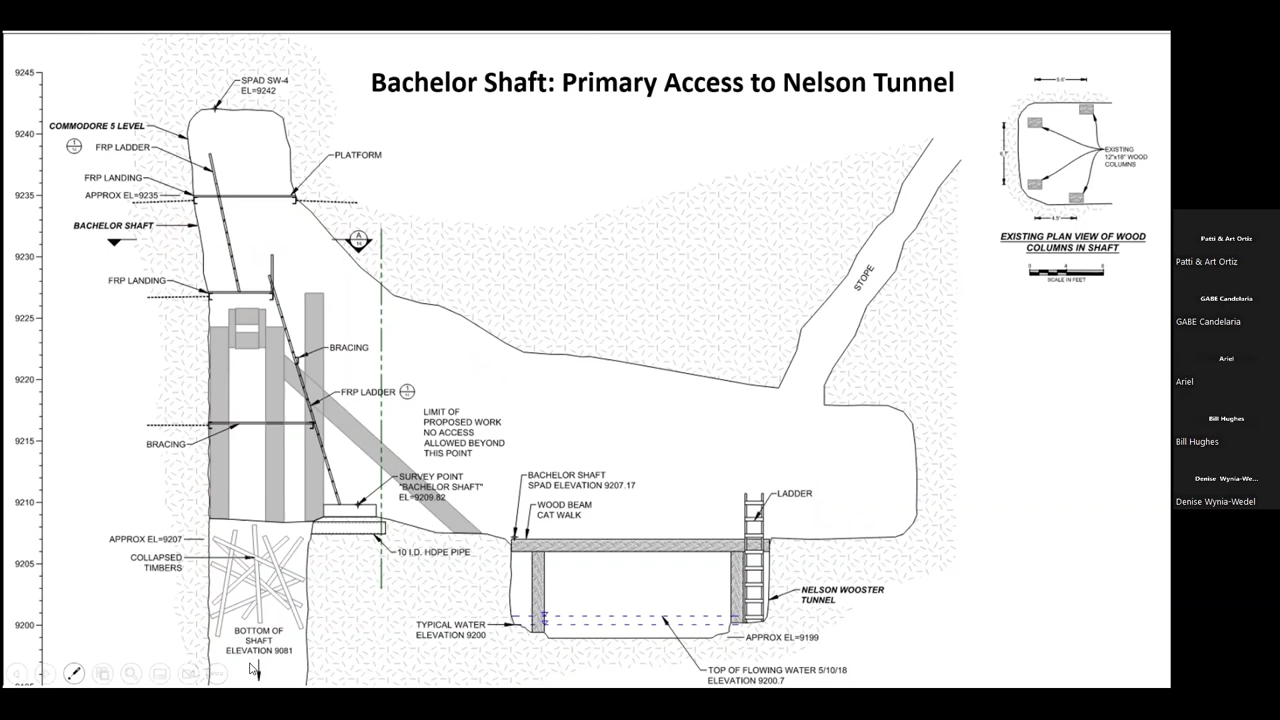 Bachelor Shaft: Primary Access to Nelson Tunnel
9245
9240
9235
9230
9225
9220
9215
9210
9205
9200
SPAD SW-4
EL=9242
COMMODORE 5 LEVEL
FRP LADDER
PLATFORM
FRP LANDING
APPROX EL=9235
BACHELOR SHAFT
A
FRP LANDING
BRACING
FRP LADDER
LIMIT OF
PROPOSED WORK
NO ACCESS
ALLOWED BEYOND
THIS POINT
BRACING
SURVEY POINT
"BACHELOR SHAFT"
EL=9209.82
BACHELOR SHAFT
SPAD ELEVATION 9207.17
WOOD BEAM
CAT WALK
LADDER
STOPE
APPROX EL=9207
COLLAPSED
TIMBERS
10 I.D. HDPE PIPE
NELSON WOOSTER
TUNNEL
TYPICAL WATER
ELEVATION 9200
APPROX EL=9199
BOTTOM OF
SHAFT
ELEVATION 9081
TOP OF FLOWING WATER 5/10/18
ELEVATION 9200.7
EXISTING
12"x18" WOOD
COLUMNS
EXISTING PLAN VIEW OF WOOD
COLUMNS IN SHAFT
SCALE IN FEET
Patti & Art Ortiz
Patti & Art Ortiz
GABE Candelaria
GABE Candelaria
Ariel
Ariel
Bill Hughes
Bill Hughes
Denise Wynia-We...
Denise Wynia-Wedel